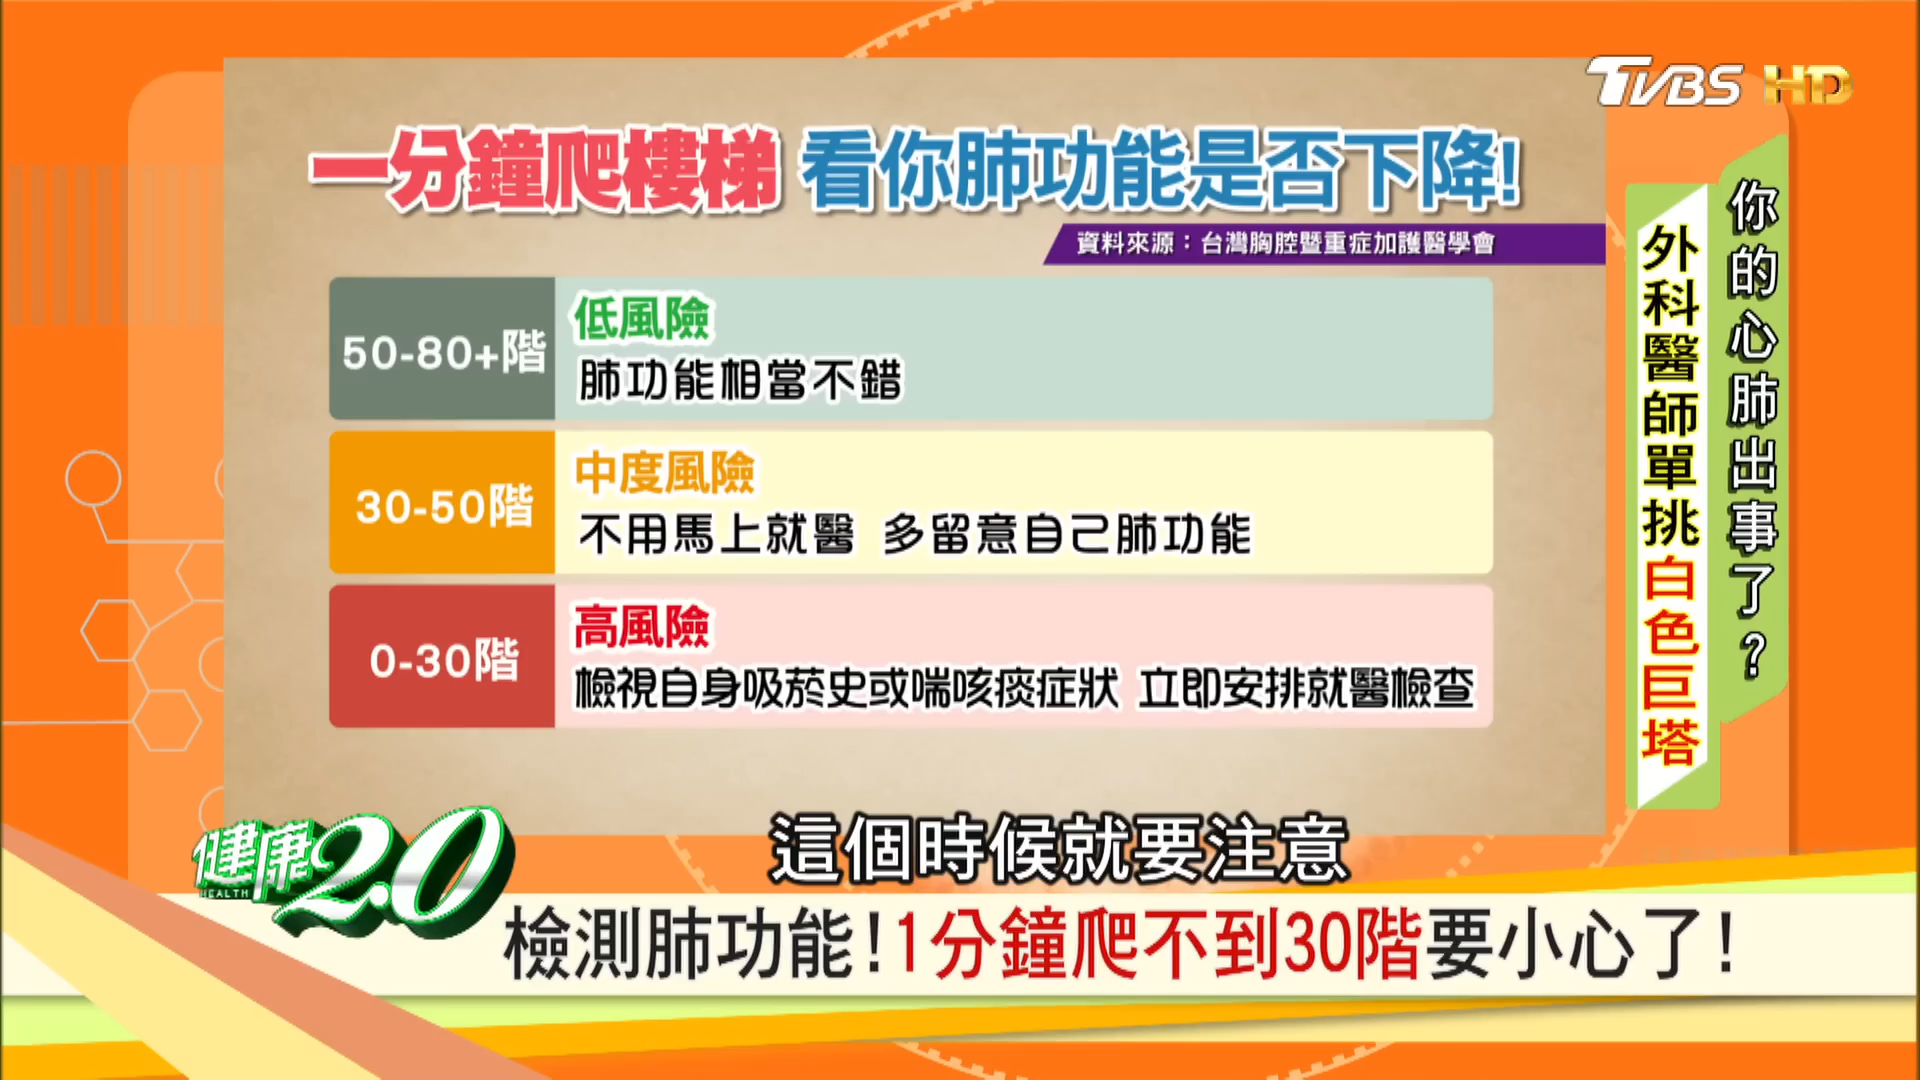 TVBS HD
一分鐘爬樓梯 看你肺功能是否下降!
資料來源：台灣胸腔暨重症加護醫學會
50-80+階
低風險
肺功能相當不錯
30-50階
中度風險
不用馬上就醫 多留意自己肺功能
0-30階
高風險
檢視自身吸菸史或喘咳痰症狀 立即安排就醫檢查
你的心肺出事了?
外科醫師單挑白色巨塔
這個時候就要注意
健康2.0
HEALTH
檢測肺功能!1分鐘爬不到30階要小心了!